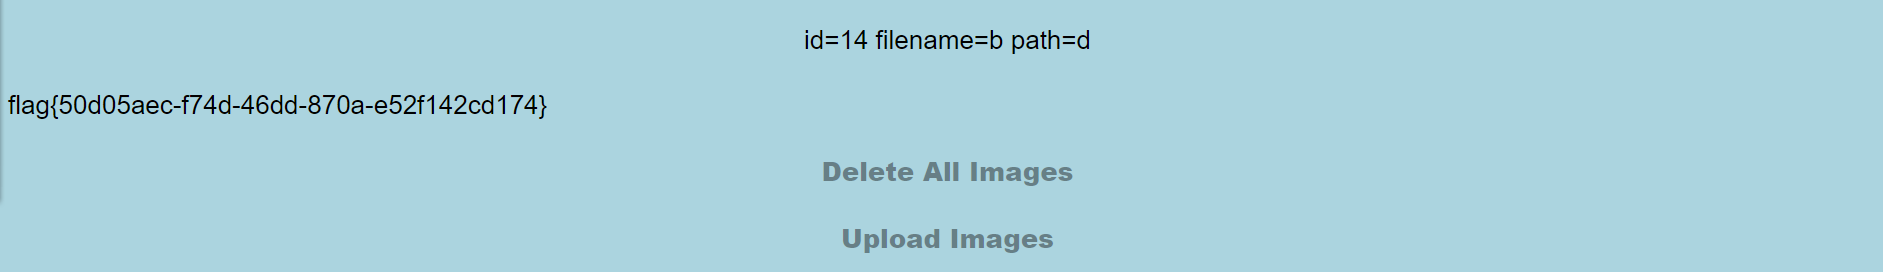 id=14 filename=b path=d
flag{50d05aec-f74d-46dd-870a-e52f142cd174}
Delete All Images
Upload Images